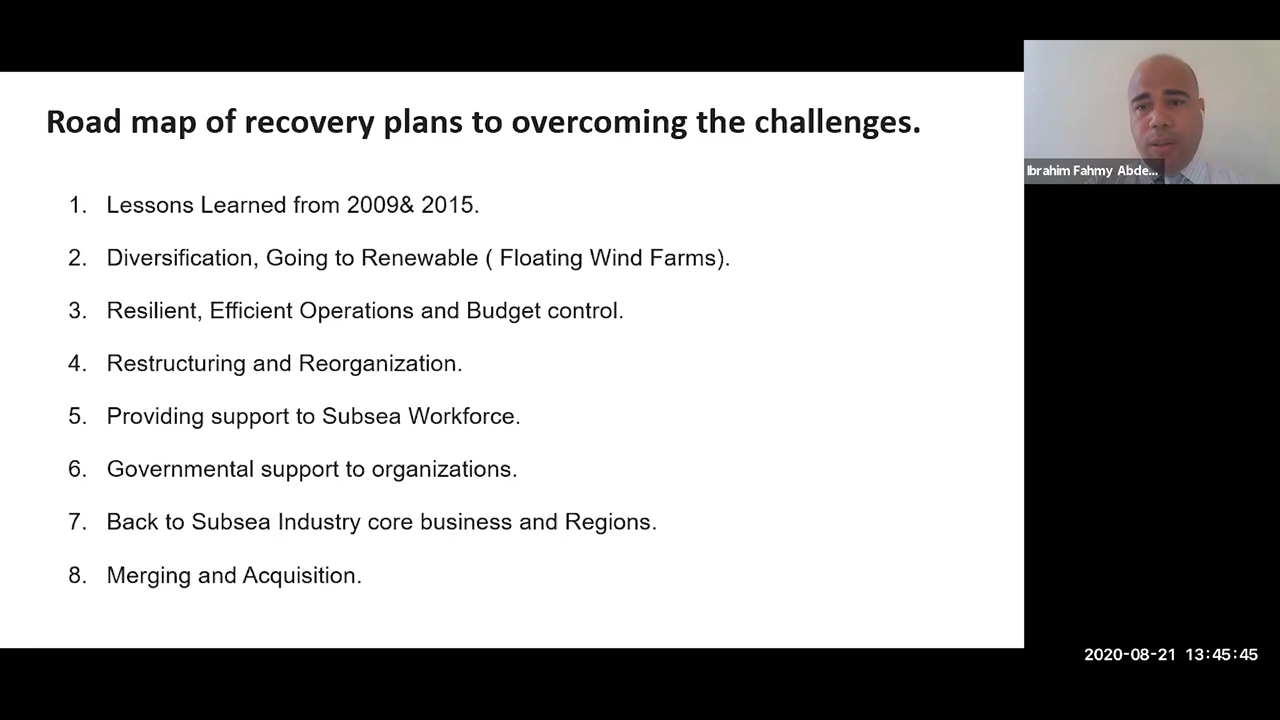 Road map of recovery plans to overcoming the challenges.
1. Lessons Learned from 2009& 2015.
2. Diversification, Going to Renewable ( Floating Wind Farms).
3. Resilient, Efficient Operations and Budget control.
4. Restructuring and Reorganization.
5. Providing support to Subsea Workforce.
6. Governmental support to organizations.
7. Back to Subsea Industry core business and Regions.
8. Merging and Acquisition.
Ibrahim Fahmy Abde...
2020-08-21 13:45:45